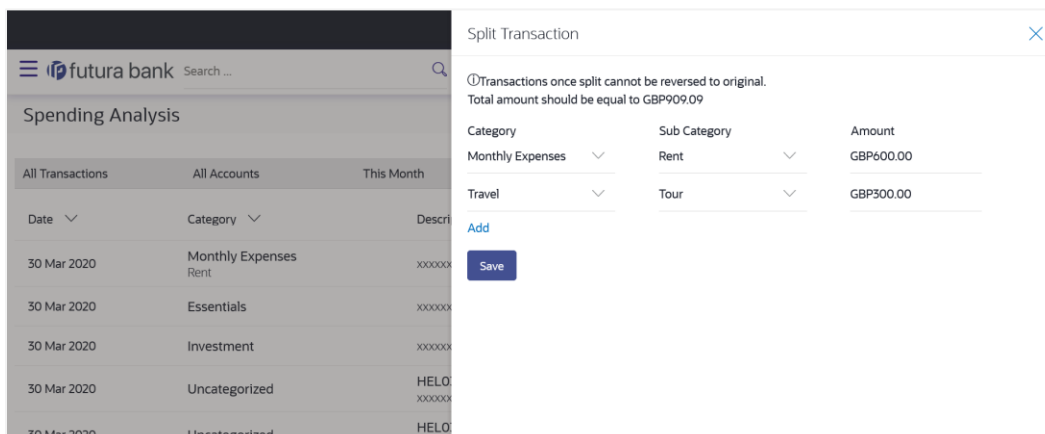 Split Transaction
futura bank Search ...
ⓘTransactions once split cannot be reversed to original.
Total amount should be equal to GBP909.09
Spending Analysis
Category Sub Category Amount
Monthly Expenses Rent GBP600.00
All Transactions All Accounts This Month
Travel Tour GBP300.00
Date Category
Add
Monthly Expenses
30 Mar 2020
Rent
Save
30 Mar 2020 Essentials
30 Mar 2020 Investment
30 Mar 2020 Uncategorized